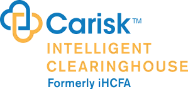 Carisk™
INTELLIGENT
CLEARINGHOUSE
Formerly iHCFA